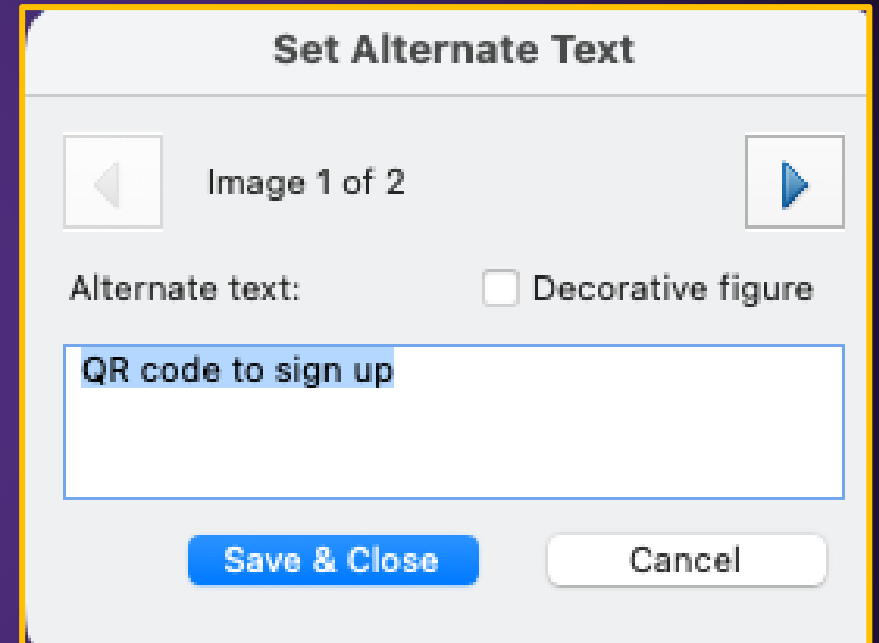 Set Alternate Text
Image 1 of 2
Alternate text: Decorative figure
QR code to sign up
Save & Close Cancel